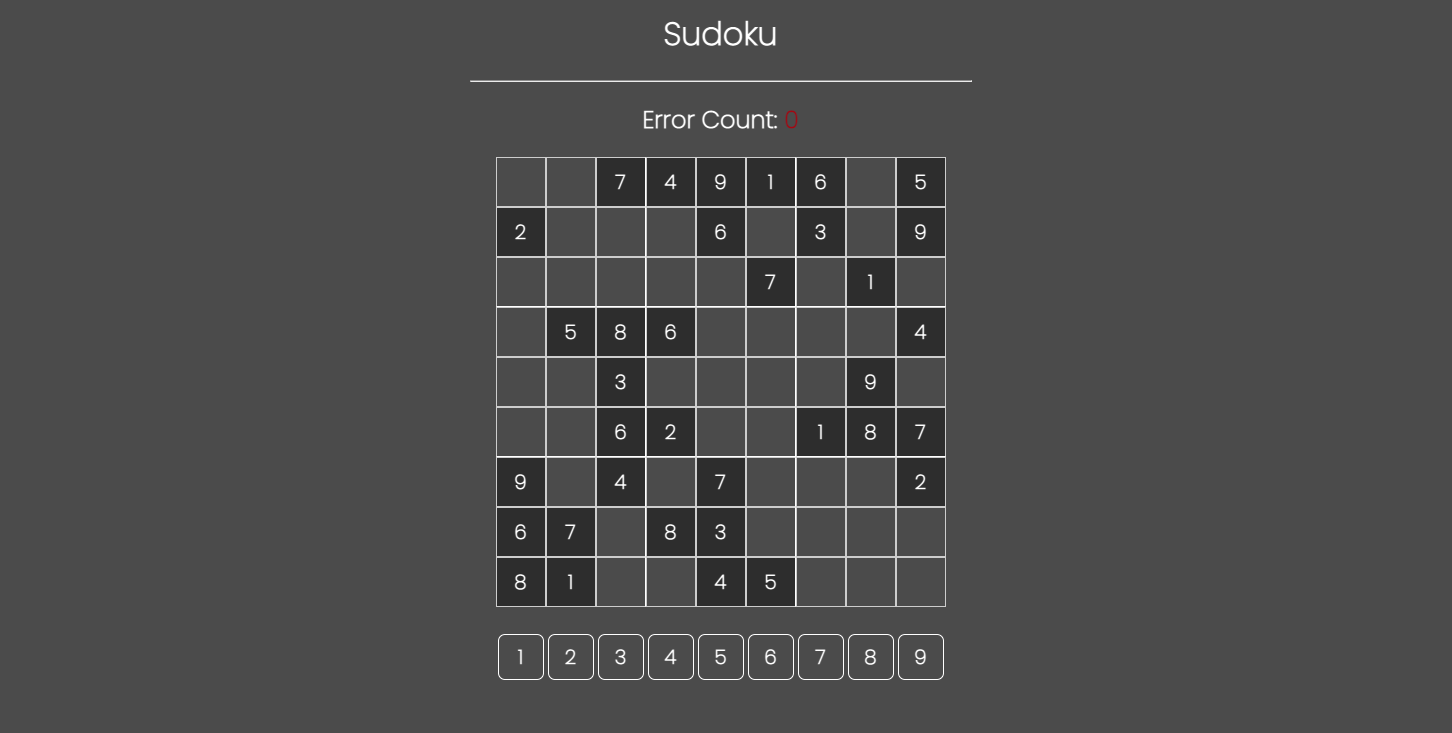 Sudoku
Error Count: 0
7 4 9 1 6 5
2 6 3 9
7 1
5 8 6 4
3 9
6 2 1 8 7
9 4 7 2
6 7 8 3
8 1 4 5
1 2 3 4 5 6 7 8 9